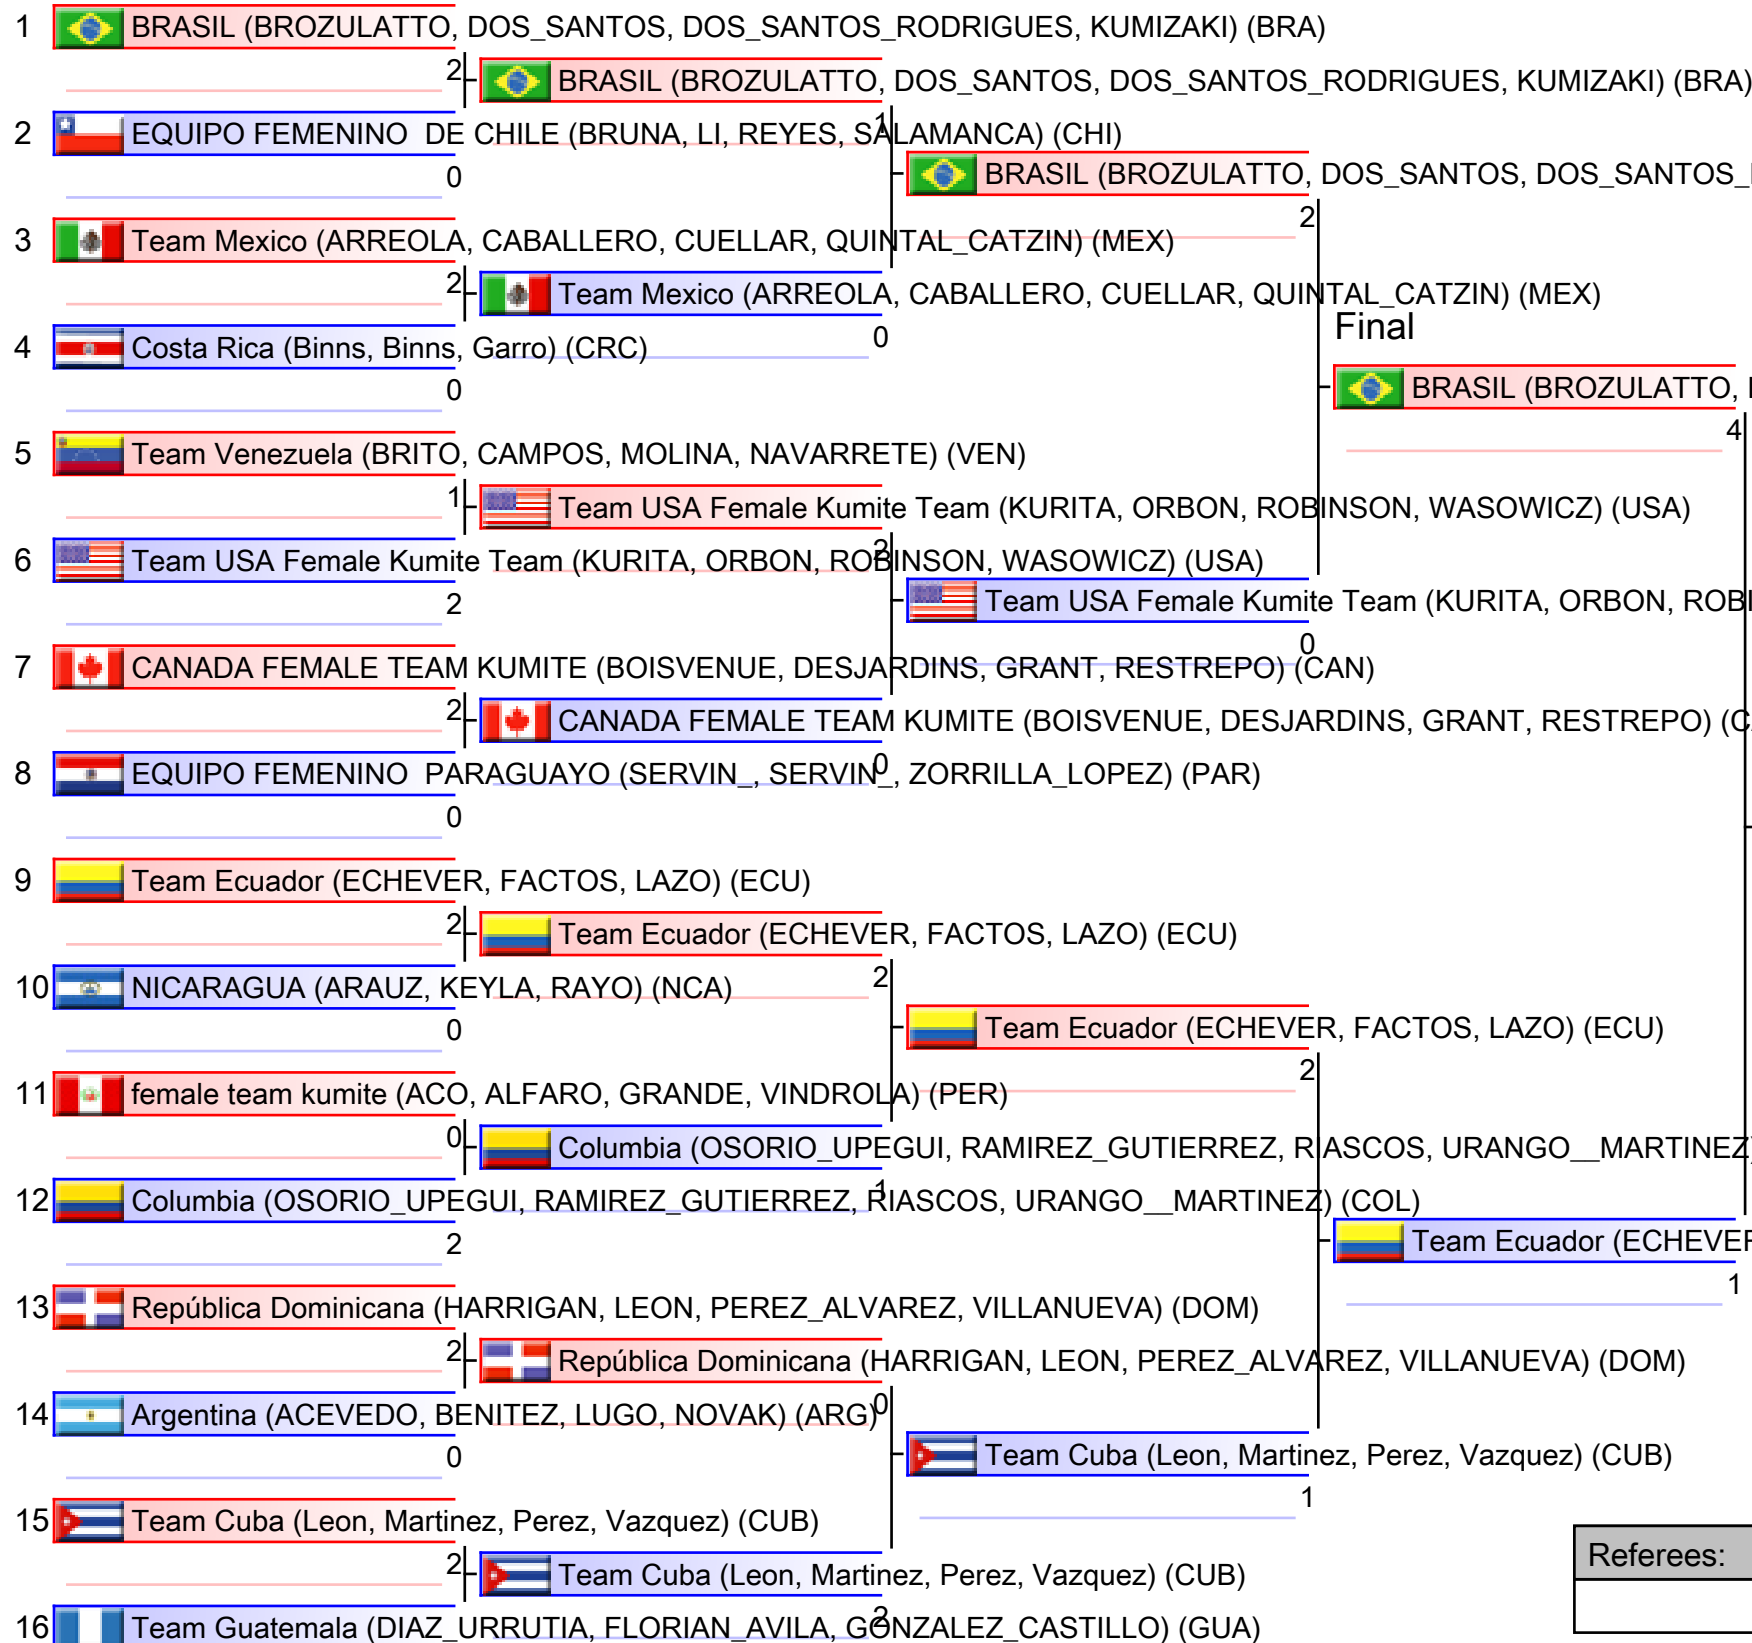 1 BRASIL (BROZULATTO, DOS_SANTOS, DOS_SANTOS_RODRIGUES, KUMIZAKI) (BRA)
2 BRASIL (BROZULATTO, DOS_SANTOS, DOS_SANTOS_RODRIGUES, KUMIZAKI) (BRA)
2 EQUIPO FEMENINO DE CHILE (BRUNA, LI, REYES, SALAMANCA) (CHI)
1
0 BRASIL (BROZULATTO, DOS_SANTOS, DOS_SANTOS_
2
3 Team Mexico (ARREOLA, CABALLERO, CUELLAR, QUINTAL_CATZIN) (MEX)
2 Team Mexico (ARREOLA, CABALLERO, CUELLAR, QUINTAL_CATZIN) (MEX)
Final
0
4 Costa Rica (Binns, Binns, Garro) (CRC)
0 BRASIL (BROZULATTO,
4
5 Team Venezuela (BRITO, CAMPOS, MOLINA, NAVARRETE) (VEN)
1 Team USA Female Kumite Team (KURITA, ORBON, ROBINSON, WASOWICZ) (USA)
6 Team USA Female Kumite Team (KURITA, ORBON, ROBINSON, WASOWICZ) (USA)
2
2 Team USA Female Kumite Team (KURITA, ORBON, ROBI
0
7 CANADA FEMALE TEAM KUMITE (BOISVENUE, DESJARDINS, GRANT, RESTREPO) (CAN)
2 CANADA FEMALE TEAM KUMITE (BOISVENUE, DESJARDINS, GRANT, RESTREPO) (C
8 EQUIPO FEMENINO PARAGUAYO (SERVIN_, SERVIN_, ZORRILLA_LOPEZ) (PAR)
0
0
9 Team Ecuador (ECHEVER, FACTOS, LAZO) (ECU)
2 Team Ecuador (ECHEVER, FACTOS, LAZO) (ECU)
2
10 NICARAGUA (ARAUZ, KEYLA, RAYO) (NCA)
0 Team Ecuador (ECHEVER, FACTOS, LAZO) (ECU)
2
11 female team kumite (ACO, ALFARO, GRANDE, VINDROLA) (PER)
0 Columbia (OSORIO_UPEGUI, RAMIREZ_GUTIERREZ, RIASCOS, URANGO__MARTINEZ)
12 Columbia (OSORIO_UPEGUI, RAMIREZ_GUTIERREZ, RIASCOS, URANGO__MARTINEZ) (COL)
1
2 Team Ecuador (ECHEVER
1
13 República Dominicana (HARRIGAN, LEON, PEREZ_ALVAREZ, VILLANUEVA) (DOM)
2 República Dominicana (HARRIGAN, LEON, PEREZ_ALVAREZ, VILLANUEVA) (DOM)
14 Argentina (ACEVEDO, BENITEZ, LUGO, NOVAK) (ARG)
0
0 Team Cuba (Leon, Martinez, Perez, Vazquez) (CUB)
1
15 Team Cuba (Leon, Martinez, Perez, Vazquez) (CUB)
Referees:
2 Team Cuba (Leon, Martinez, Perez, Vazquez) (CUB)
2
16 Team Guatemala (DIAZ_URRUTIA, FLORIAN_AVILA, GONZALEZ_CASTILLO) (GUA)